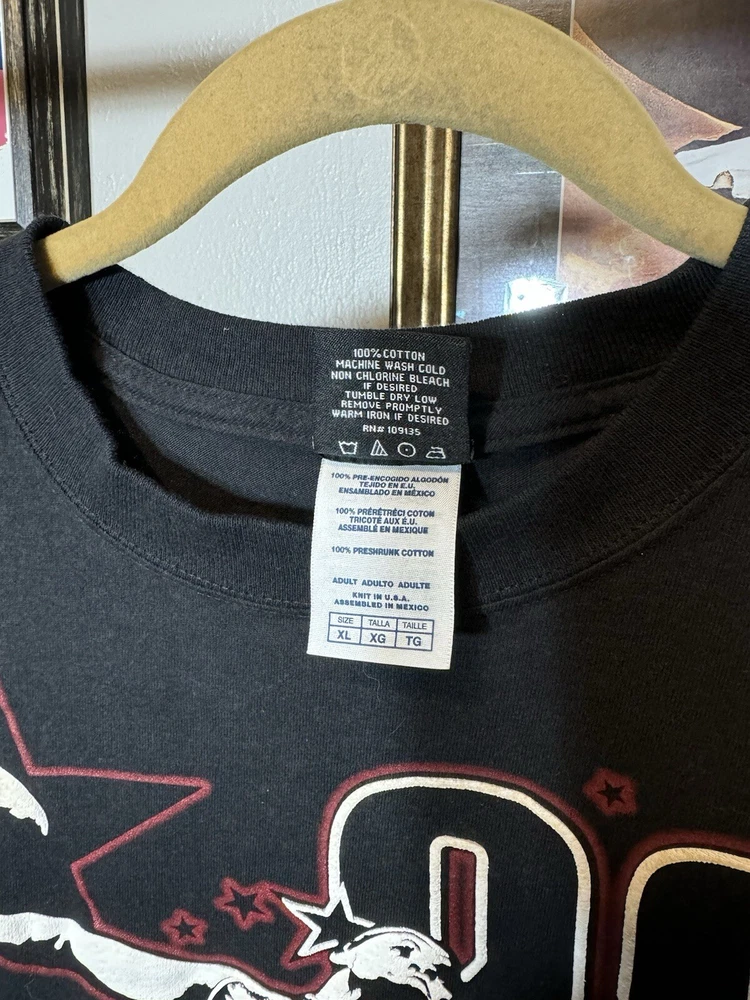 100% COTTON
MACHINE WASH COLD
NON CHLORINE BLEACH
IF DESIRED
TUMBLE DRY LOW
REMOVE PROMPTLY
WARM IRON IF DESIRED
RN# 109135
100% PRE-ENCOGIDO ALGODÓN
TEJIDO EN E.U.
ENSAMBLADO EN MÉXICO
100% PRÉRÉTRÉCI COTON
TRICOTÉ AUX É.U.
ASSEMBLÉ EN MEXIQUE
100% PRESHRUNK COTTON
ADULT ADULTO ADULTE
KNIT IN U.S.A.
ASSEMBLED IN MEXICO
SIZE TALLA TAILLE
XL XG TG